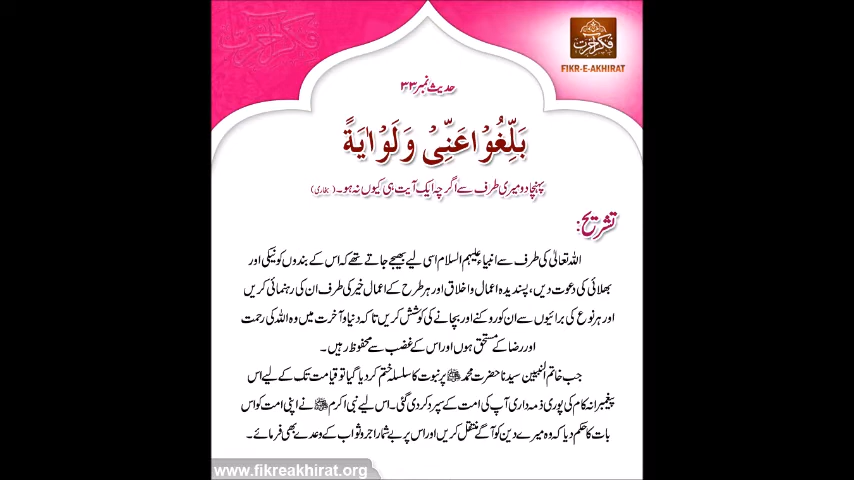 فکر آخرت
FIKR-E-AKHIRAT
حدیث نمبر ۳۳
بَلِّغُوْا عَنِّىْ وَلَوْ اٰيَةً
پہنچا دو میری طرف سے اگرچہ ایک آیت ہی کیوں نہ ہو۔ (بخاری)
تشریح:
اللہ تعالیٰ کی طرف سے انبیاء علیہم السلام اسی لیے بھیجے جاتے تھے کہ اس کے بندوں کو نیکی اور
بھلائی کی دعوت دیں، پسندیدہ اعمال و اخلاق اور ہر طرح کے اعمال خیر کی طرف ان کی رہنمائی کریں
اور ہر نوع کی برائیوں سے ان کو روکنے اور بچانے کی کوشش کریں تاکہ دنیا و آخرت میں وہ اللہ کی رحمت
اور رضا کے مستحق ہوں اور اس کے غضب سے محفوظ رہیں۔
جب خاتم النبیین سیدنا حضرت محمد ﷺ پر نبوت کا سلسلہ ختم کر دیا گیا تو قیامت تک کے لیے اس
پیغمبرانہ کام کی پوری ذمہ داری آپ کی امت کے سپرد کر دی گئی۔ اس لیے نبی اکرم ﷺ نے اپنی امت کو اس
بات کا حکم دیا کہ وہ میرے دین کو آگے منتقل کریں اور اس پر بے شمار اجر و ثواب کے وعدے بھی فرمائے۔
www.fikreakhirat.org